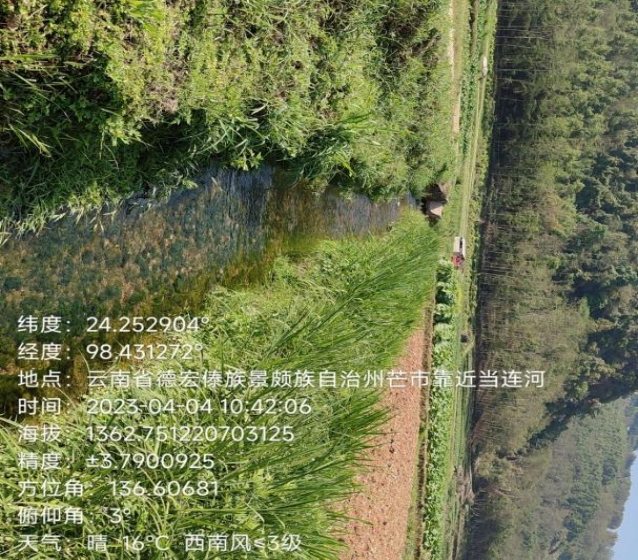 纬度：24.252904°
经度：98.431272°
地点：云南省德宏傣族景颇族自治州芒市靠近当连河
时间：2023-04-04 10:42:06
海拔：1362.751220703125
精度：±3.7900925
方位角：136.60681
俯仰角：3°
天气：晴 16℃ 西南风≤3级